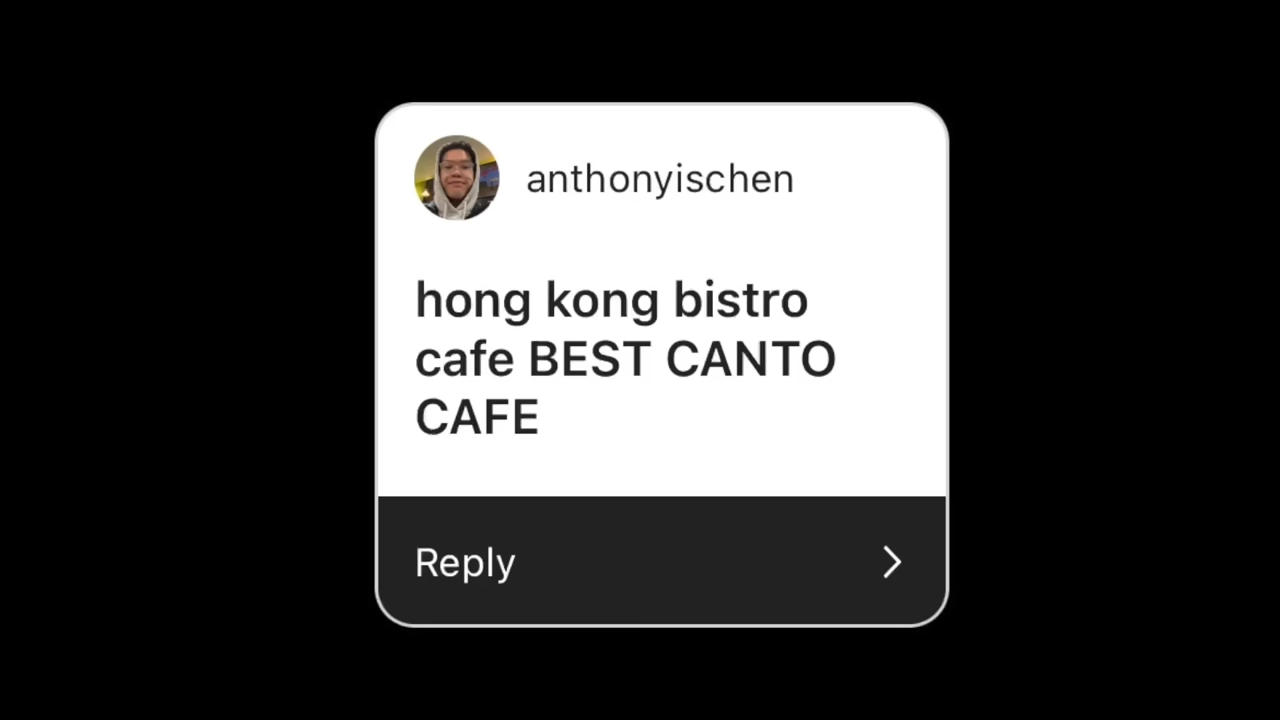 anthonyischen
hong kong bistro
cafe BEST CANTO
CAFE
Reply